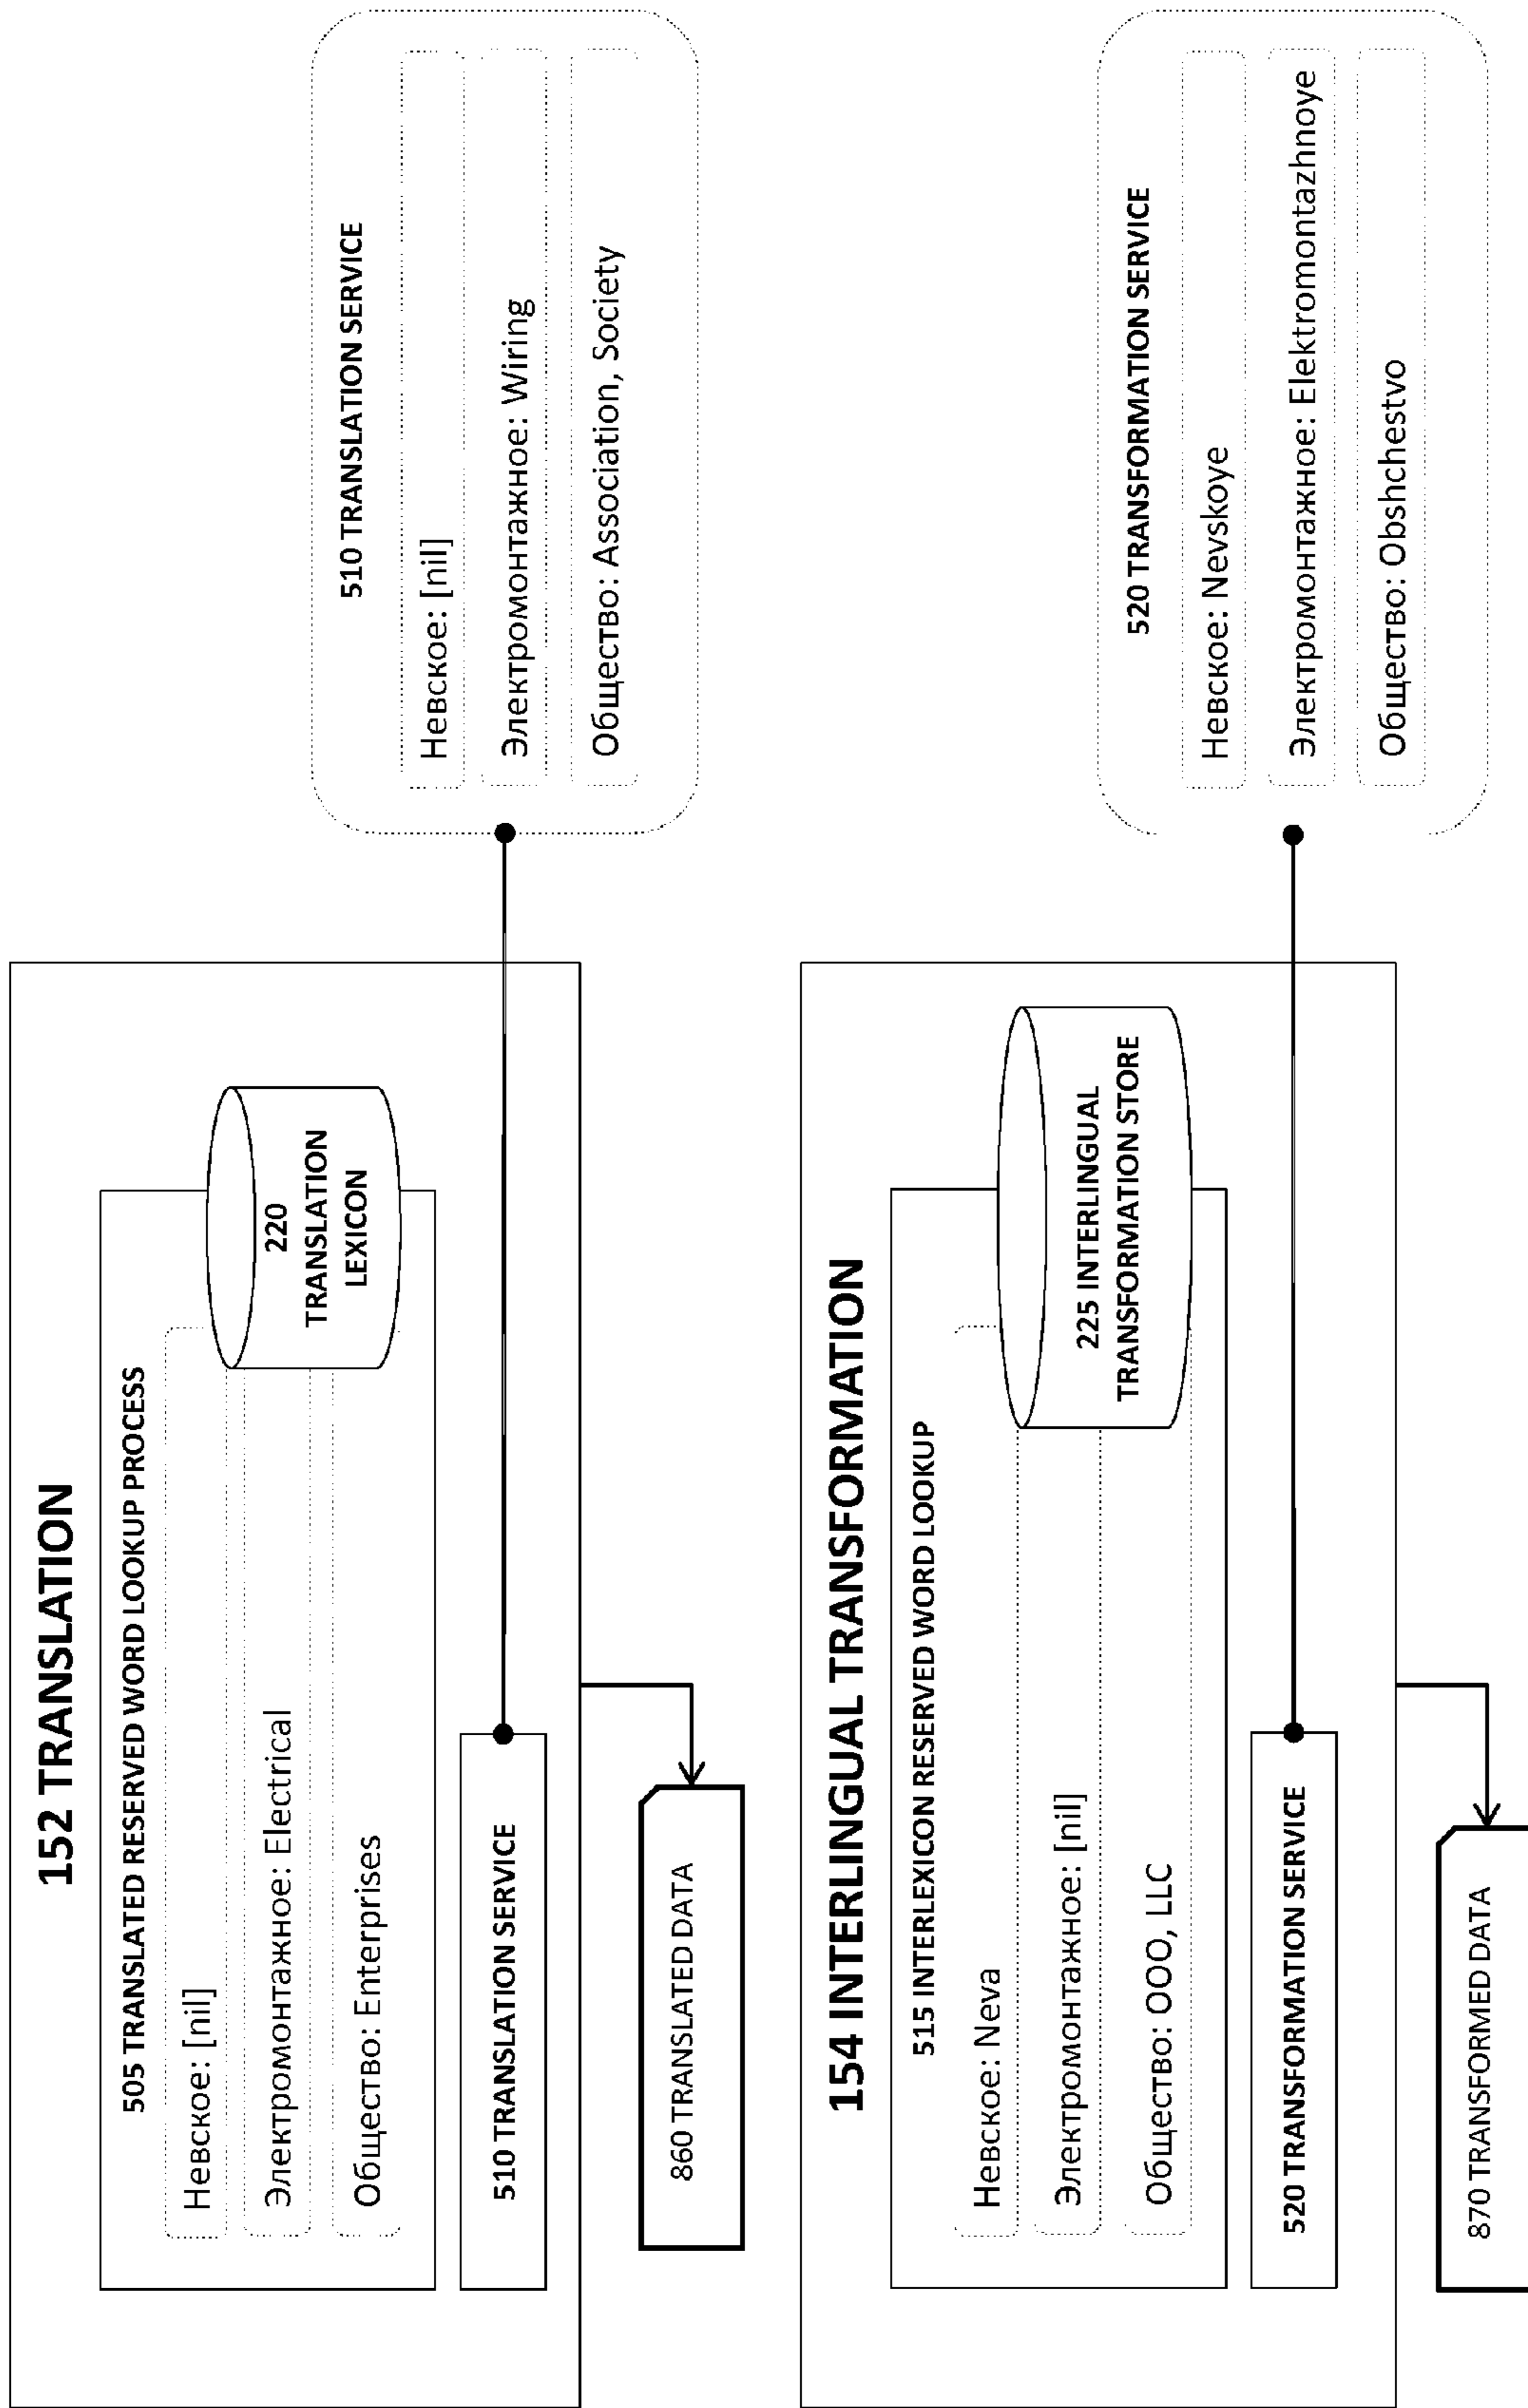 152 TRANSLATION
505 TRANSLATED RESERVED WORD LOOKUP PROCESS
Невское: [nil]
Электромонтажное: Electrical
Общество: Enterprises
220
TRANSLATION
LEXICON
510 TRANSLATION SERVICE
860 TRANSLATED DATA
510 TRANSLATION SERVICE
Невское: [nil]
Электромонтажное: Wiring
Общество: Association, Society
154 INTERLINGUAL TRANSFORMATION
515 INTERLEXICON RESERVED WORD LOOKUP
Невское: Neva
Электромонтажное: [nil]
Общество: ООО, LLC
225 INTERLINGUAL
TRANSFORMATION STORE
520 TRANSFORMATION SERVICE
870 TRANSFORMED DATA
520 TRANSFORMATION SERVICE
Невское: Nevskoye
Электромонтажное: Elektromontazhnoye
Общество: Obshchestvo